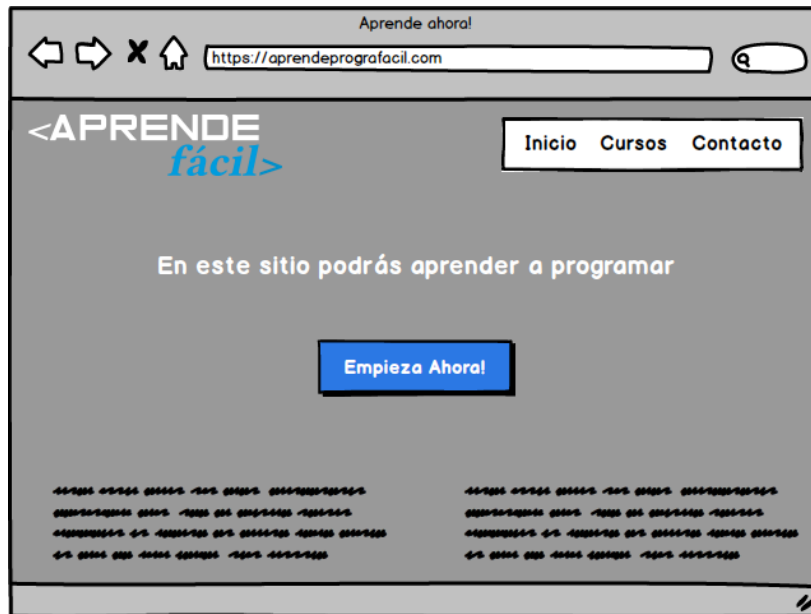 Aprende ahora!
https://aprendeprografacil.com
<APRENDE
fácil>
Inicio Cursos Contacto
En este sitio podrás aprender a programar
Empieza Ahora!